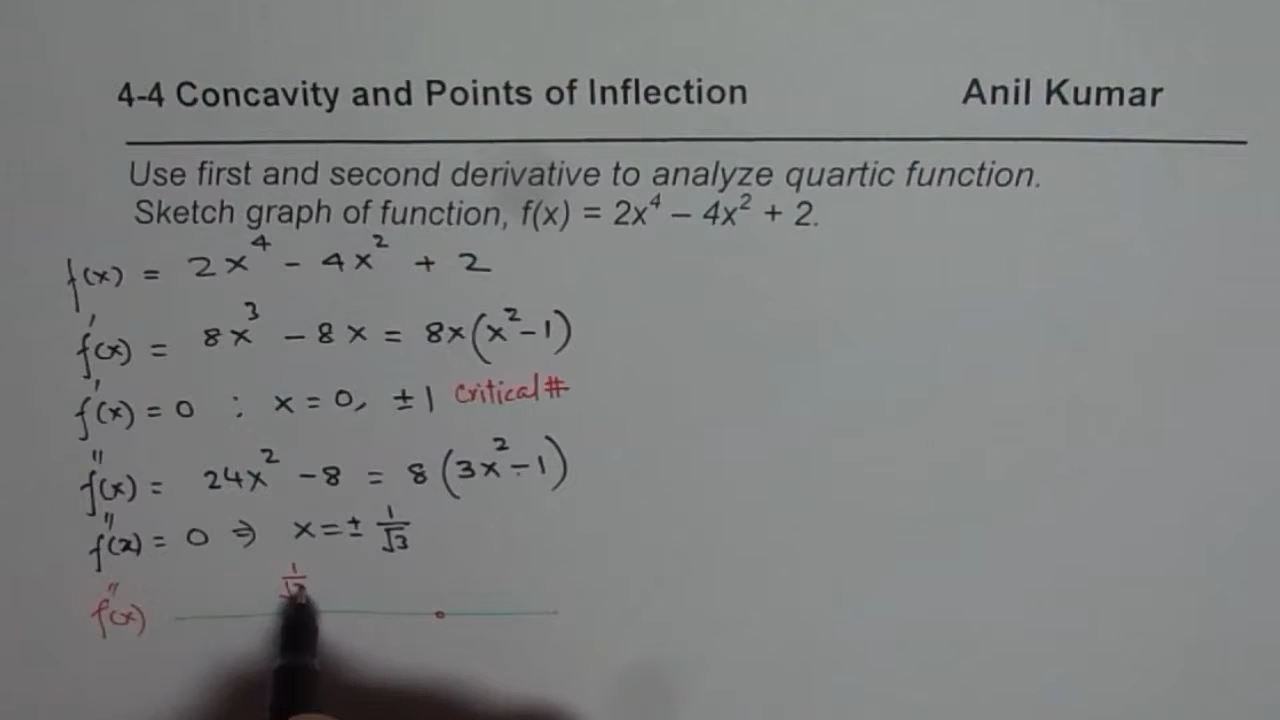 4-4 Concavity and Points of Inflection Anil Kumar
Use first and second derivative to analyze quartic function.
Sketch graph of function, f(x) = 2x⁴ – 4x² + 2.
f(x) = 2x⁴ - 4x² + 2
f'(x) = 8x³ - 8x = 8x(x²-1)
f'(x) = 0 : x = 0, ±1 Critical #
f''(x) = 24x² - 8 = 8(3x²-1)
f''(x) = 0 ⇒ x = ± 1/√3
f''(x)